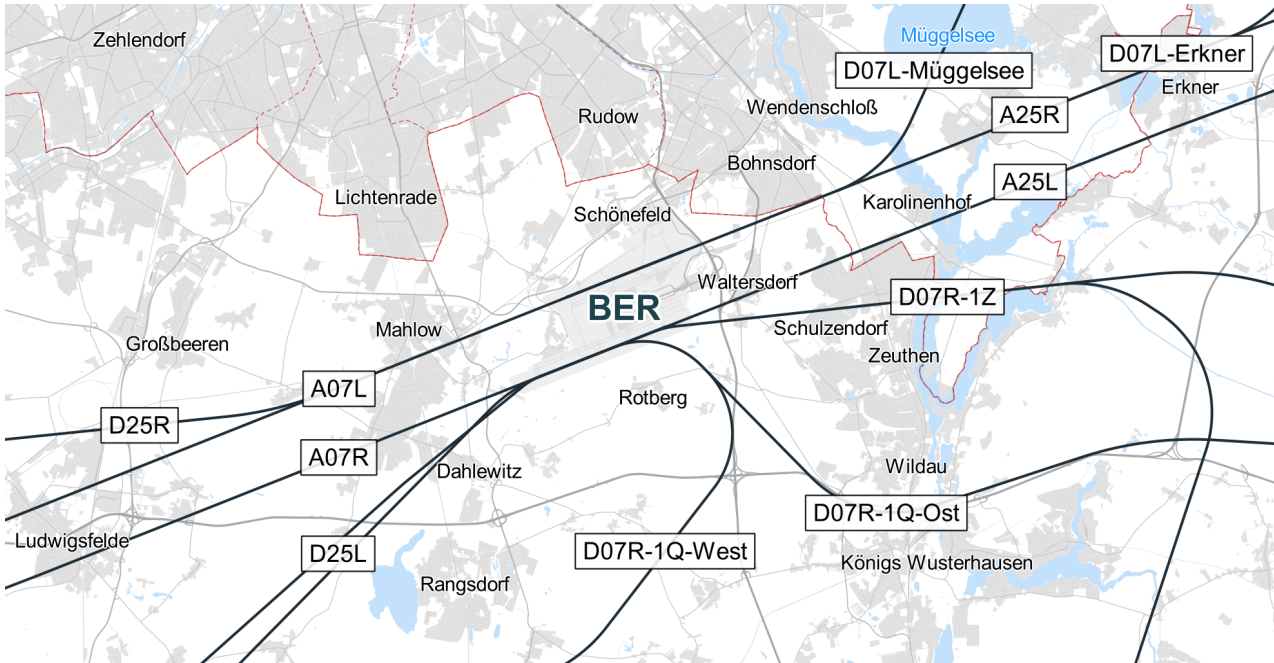 Zehlendorf
Müggelsee
D07L-Erkner
D07L-Müggelsee
Erkner
Wendenschloß
Rudow
A25R
Bohnsdorf
A25L
Lichtenrade
Karolinenhof
Schönefeld
Waltersdorf
D07R-1Z
BER
Mahlow
Schulzendorf
Großbeeren
Zeuthen
A07L
Rotberg
D25R
A07R
Dahlewitz
Wildau
D07R-1Q-Ost
Ludwigsfelde
D25L
D07R-1Q-West
Königs Wusterhausen
Rangsdorf